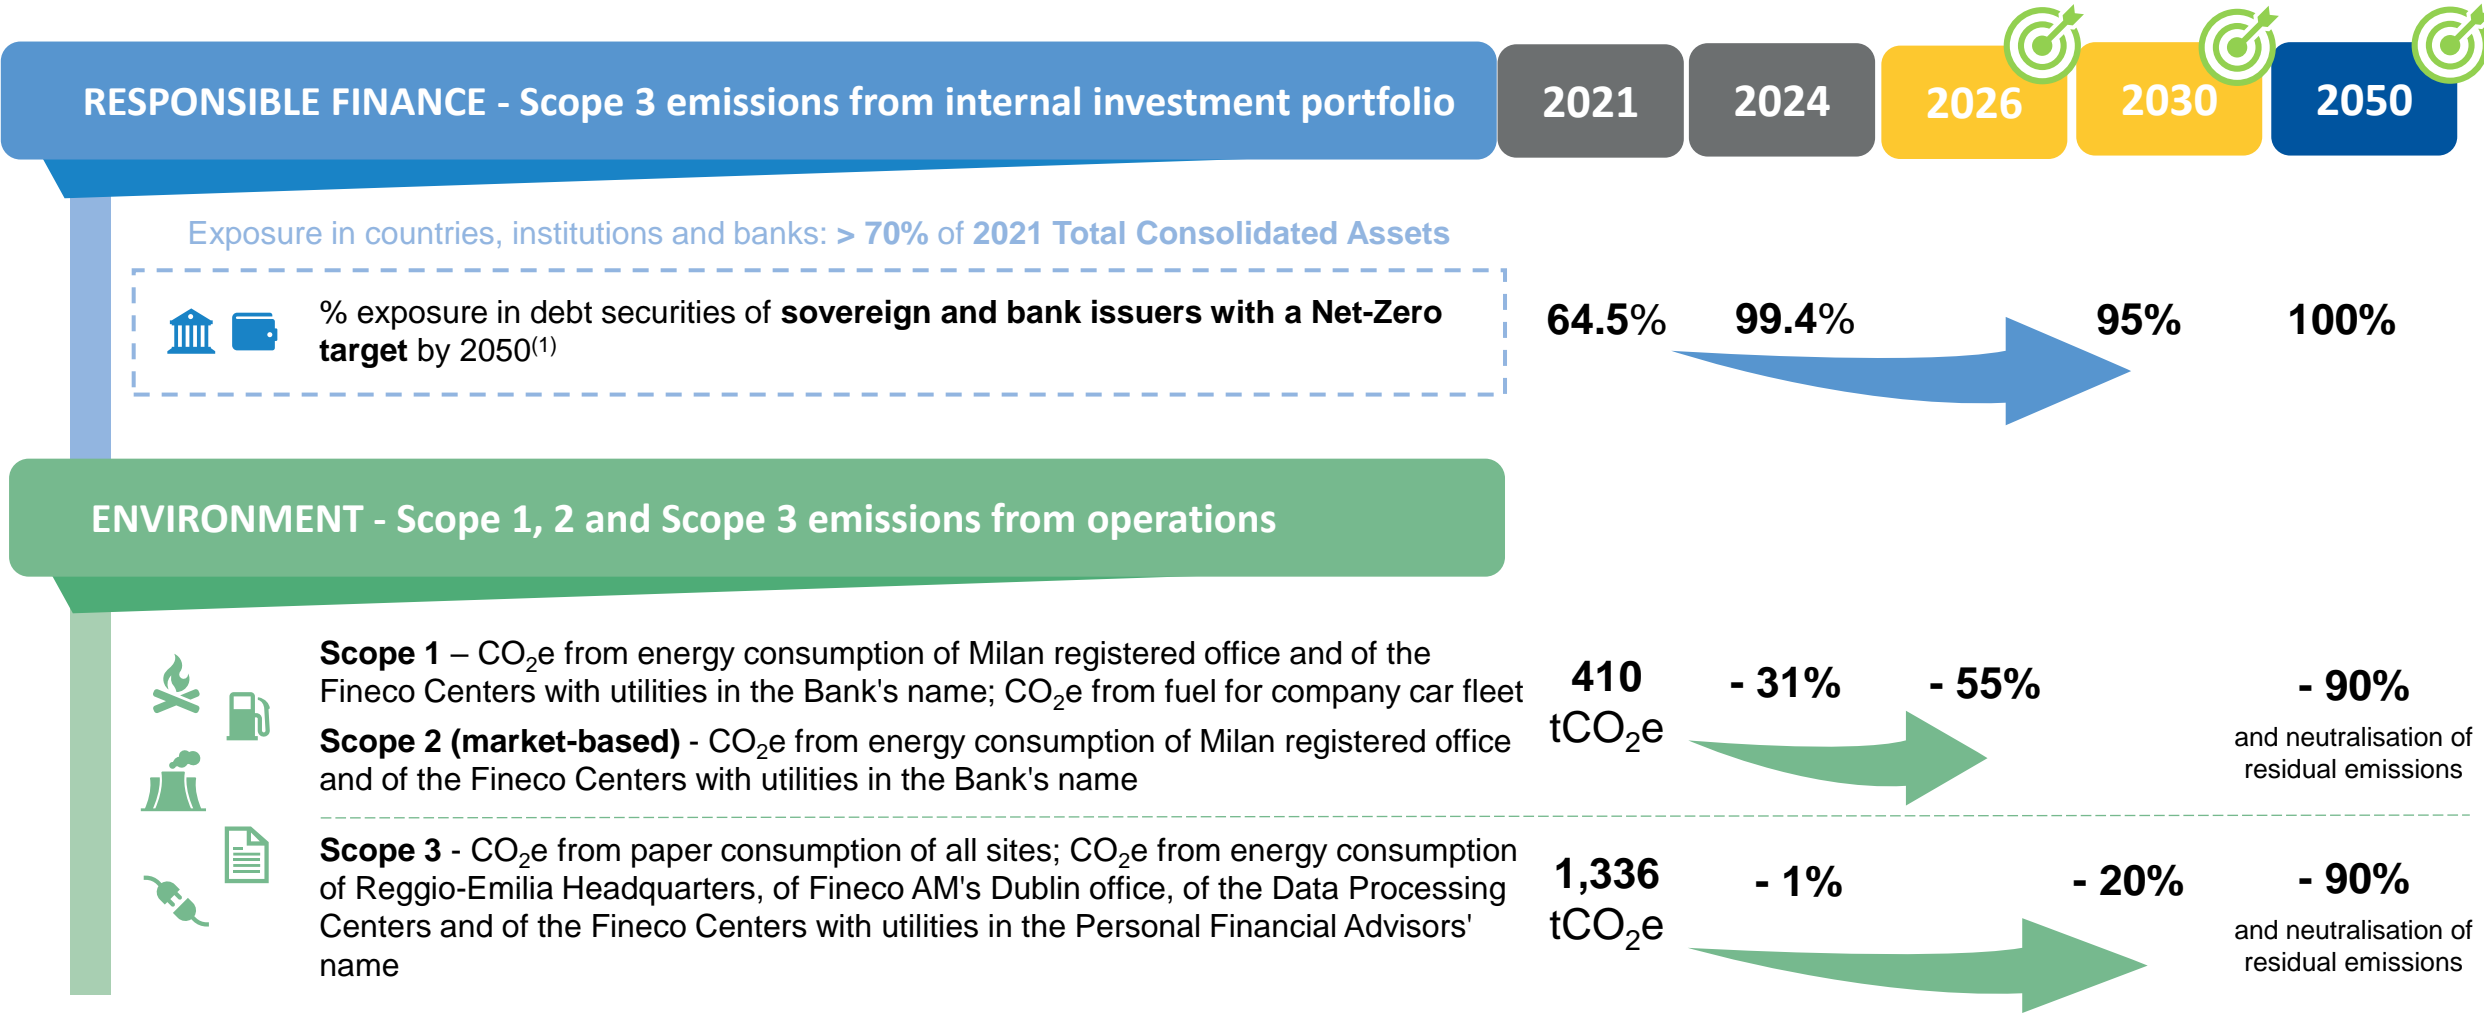 RESPONSIBLE FINANCE - Scope 3 emissions from internal investment portfolio
2021
2024
2026
2030
2050
Exposure in countries, institutions and banks: > 70% of 2021 Total Consolidated Assets
% exposure in debt securities of sovereign and bank issuers with a Net-Zero
target by 2050(1)
64.5%
99.4%
95%
100%
ENVIRONMENT - Scope 1, 2 and Scope 3 emissions from operations
Scope 1 – CO2e from energy consumption of Milan registered office and of the
Fineco Centers with utilities in the Bank's name; CO2e from fuel for company car fleet
Scope 2 (market-based) - CO2e from energy consumption of Milan registered office
and of the Fineco Centers with utilities in the Bank's name
410
tCO2e
- 31%
- 55%
- 90%
and neutralisation of
residual emissions
Scope 3 - CO2e from paper consumption of all sites; CO2e from energy consumption
of Reggio-Emilia Headquarters, of Fineco AM's Dublin office, of the Data Processing
Centers and of the Fineco Centers with utilities in the Personal Financial Advisors'
name
1,336
tCO2e
- 1%
- 20%
- 90%
and neutralisation of
residual emissions